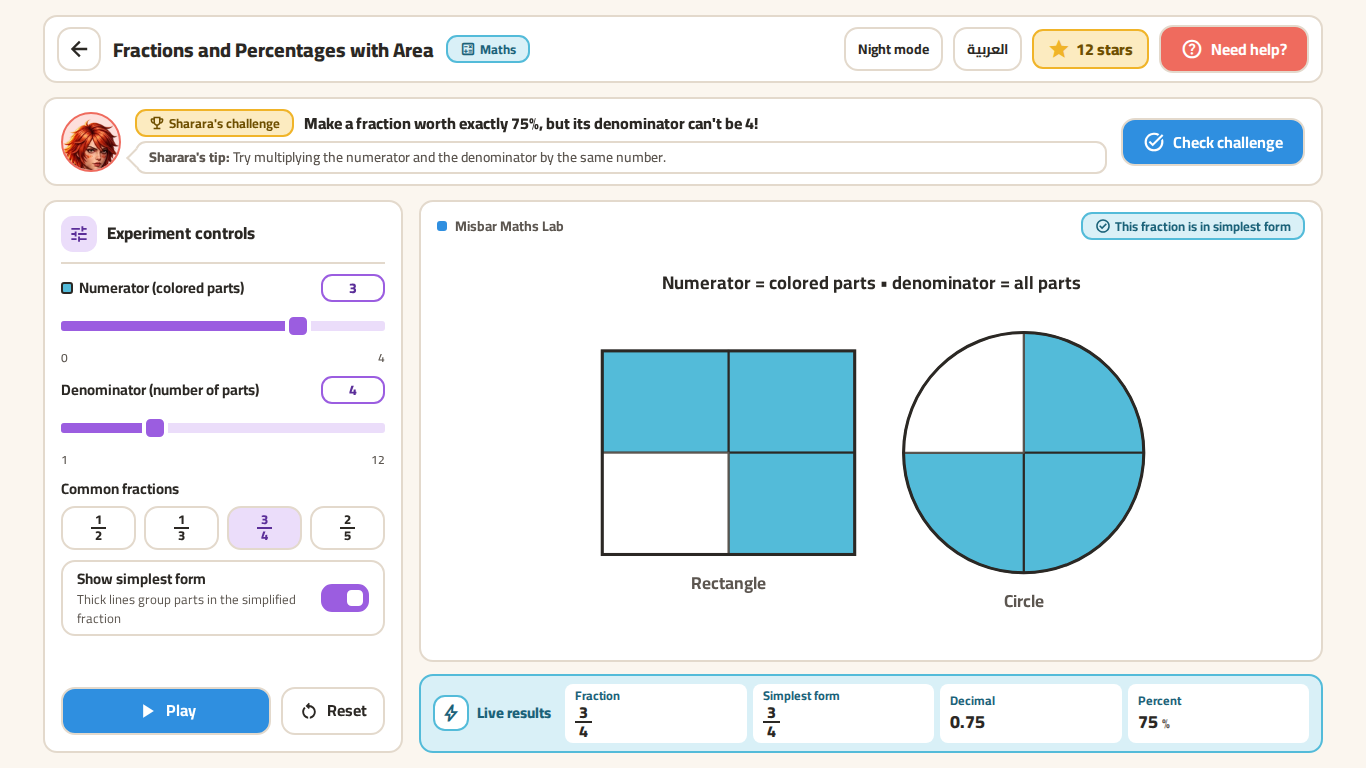 Fractions and Percentages with Area
Maths
Night mode
العربية
12 stars
Need help?
Sharara's challenge
Make a fraction worth exactly 75%, but its denominator can't be 4!
Sharara's tip: Try multiplying the numerator and the denominator by the same number.
Check challenge
Experiment controls
Numerator (colored parts)
3
0
4
Denominator (number of parts)
4
1
12
Common fractions
1
2
1
3
3
4
2
5
Show simplest form
Thick lines group parts in the simplified
fraction
Play
Reset
Misbar Maths Lab
This fraction is in simplest form
Numerator = colored parts ▪ denominator = all parts
Rectangle
Circle
Live results
Fraction
3
4
Simplest form
3
4
Decimal
0.75
Percent
75 %